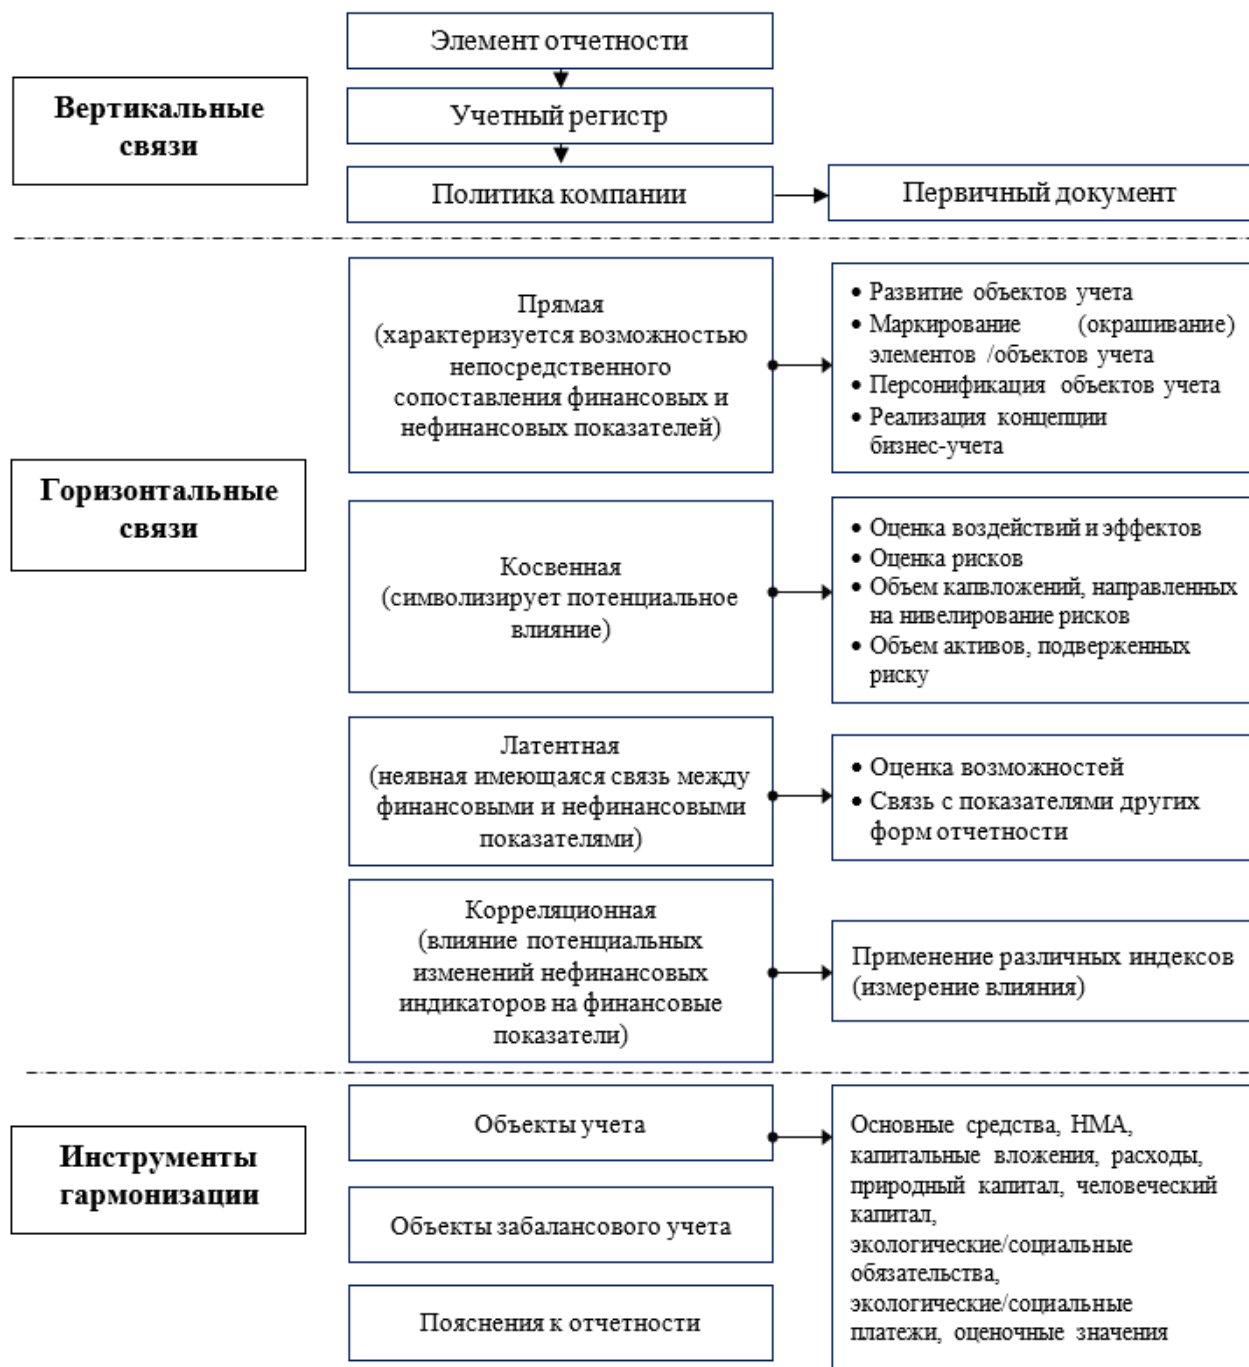 Элемент отчетности
Вертикальные
связи
Учетный регистр
Политика компании
Первичный документ
Горизонтальные
связи
Прямая
(характеризуется возможностью
непосредственного
сопоставления финансовых и
нефинансовых показателей)
• Развитие объектов учета
• Маркирование (окрашивание)
элементов /объектов учета
• Персонификация объектов учета
• Реализация концепции
бизнес-учета
Косвенная
(символизирует потенциальное
влияние)
• Оценка воздействий и эффектов
• Оценка рисков
• Объем капвложений, направленных
на нивелирование рисков
• Объем активов, подверженных
риску
Латентная
(неявная имеющаяся связь между
финансовыми и нефинансовыми
показателями)
• Оценка возможностей
• Связь с показателями других
форм отчетности
Корреляционная
(влияние потенциальных
изменений нефинансовых
индикаторов на финансовые
показатели)
Применение различных индексов
(измерение влияния)
Инструменты
гармонизации
Объекты учета
Объекты забалансового учета
Пояснения к отчетности
Основные средства, НМА,
капитальные вложения, расходы,
природный капитал, человеческий
капитал,
экологические/социальные
обязательства,
экологические/социальные
платежи, оценочные значения